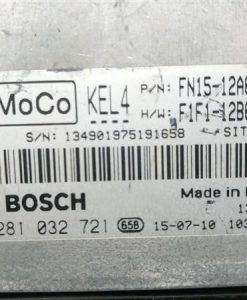 MoCo KEL4 P/N: FN15-12A6
H/W: F1F1-12B6
S/N: 134901975191658 SIT
BOSCH Made in
281 032 721 658 15-07-10 103